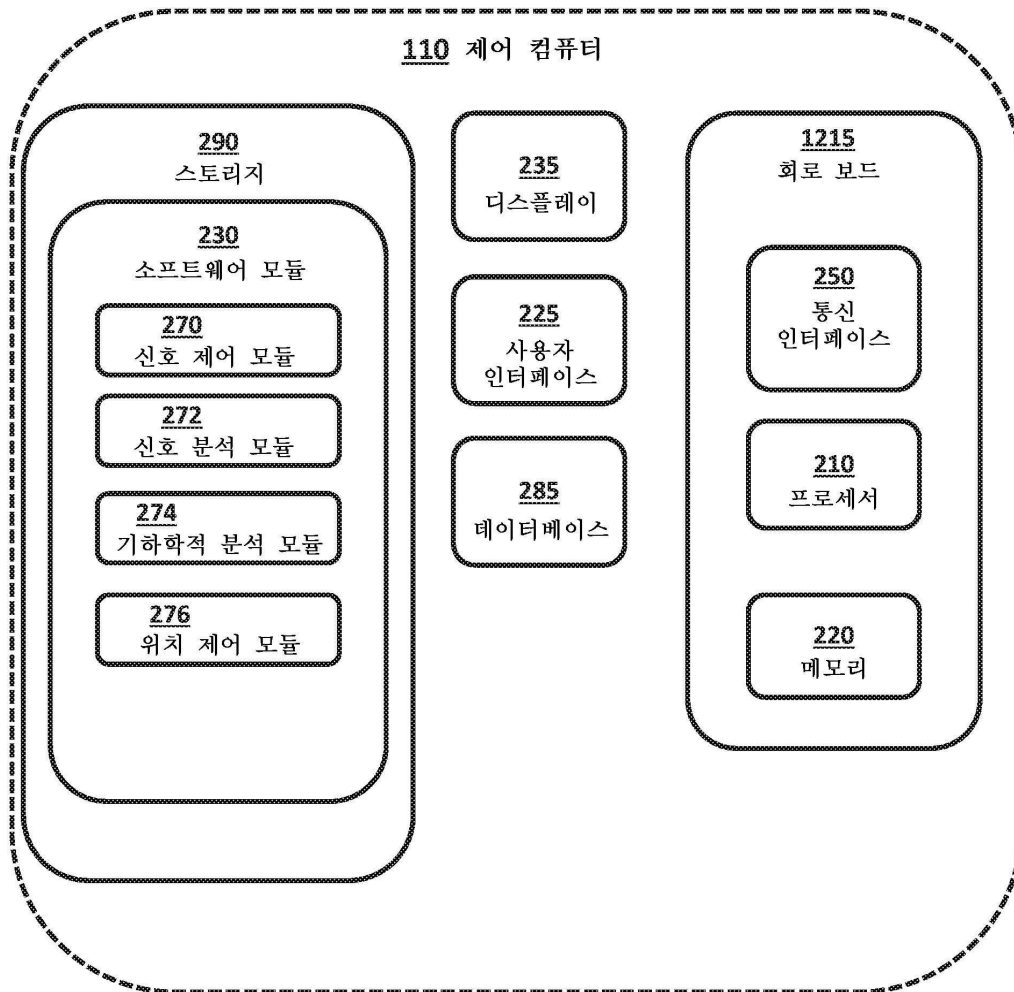 110 제어 컴퓨터
290
스토리지
230
소프트웨어 모듈
270
신호 제어 모듈
272
신호 분석 모듈
274
기하학적 분석 모듈
276
위치 제어 모듈
235
디스플레이
225
사용자
인터페이스
285
데이터베이스
1215
회로 보드
250
통신
인터페이스
210
프로세서
220
메모리